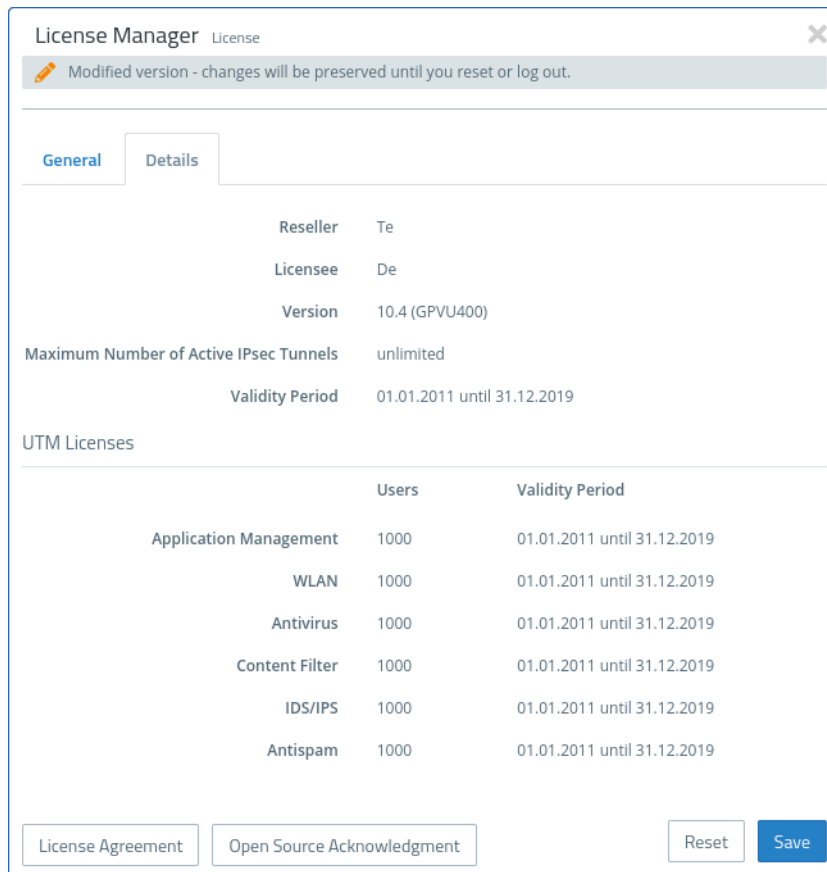 License Manager License
Modified version - changes will be preserved until you reset or log out.
General Details
Reseller Te
Licensee De
Version 10.4 (GPVU400)
Maximum Number of Active IPsec Tunnels unlimited
Validity Period 01.01.2011 until 31.12.2019
UTM Licenses
Users Validity Period
Application Management 1000 01.01.2011 until 31.12.2019
WLAN 1000 01.01.2011 until 31.12.2019
Antivirus 1000 01.01.2011 until 31.12.2019
Content Filter 1000 01.01.2011 until 31.12.2019
IDS/IPS 1000 01.01.2011 until 31.12.2019
Antispam 1000 01.01.2011 until 31.12.2019
License Agreement Open Source Acknowledgment Reset Save